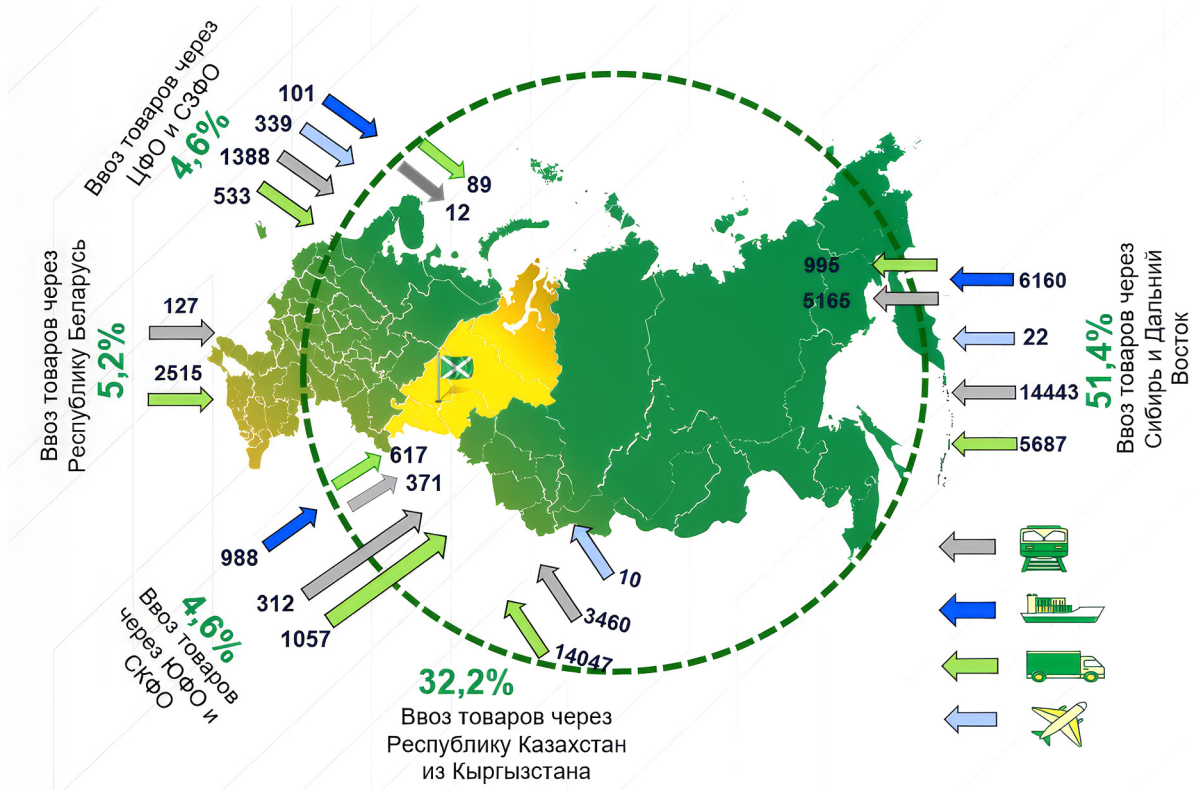 Ввоз товаров через
ЦФО и СЗФО
4,6%
101
339
1388
533
89
12
Ввоз товаров через
Республику Беларусь
5,2%
127
2515
995
5165
6160
22
14443
5687
51,4%
Ввоз товаров через
Сибирь и Дальний
Восток
617
371
988
312
1057
4,6%
Ввоз товаров
через ЮФО и
СКФО
10
3460
14047
32,2%
Ввоз товаров через
Республику Казахстан
из Кыргызстана